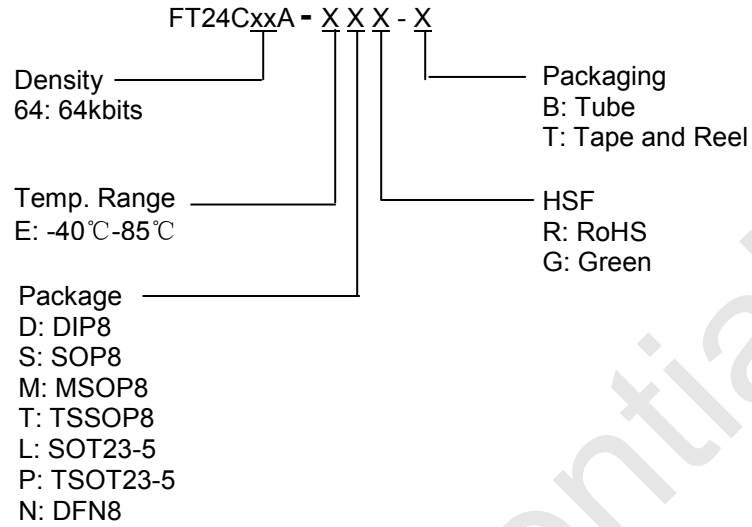 FT24CxxA - X X X - X
Density
64: 64kbits
Packaging
B: Tube
T: Tape and Reel
Temp. Range
E: -40℃-85℃
HSF
R: RoHS
G: Green
Package
D: DIP8
S: SOP8
M: MSOP8
T: TSSOP8
L: SOT23-5
P: TSOT23-5
N: DFN8